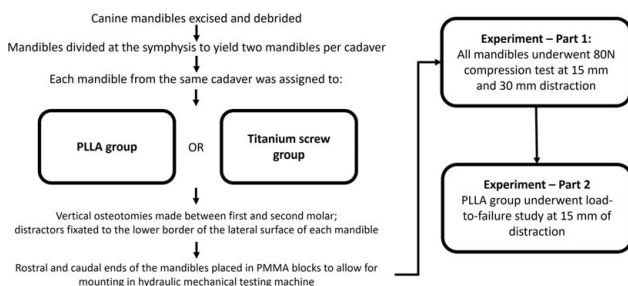 Canine mandibles excised and debrided
Mandibles divided at the symphysis to yield two mandibles per cadaver
Each mandible from the same cadaver was assigned to:
PLLA group
OR
Titanium screw
group
Vertical osteotomies made between first and second molar;
distractors fixated to the lower border of the lateral surface of each mandible
Rostral and caudal ends of the mandibles placed in PMMA blocks to allow for
mounting in hydraulic mechanical testing machine
Experiment – Part 1:
All mandibles underwent 80N
compression test at 15 mm
and 30 mm distraction
Experiment – Part 2
PLLA group underwent load-
to-failure study at 15 mm of
distraction